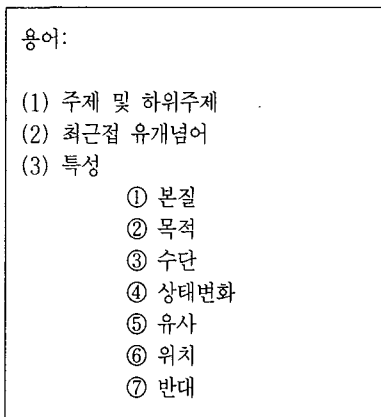 용어:
(1) 주제 및 하위주제
(2) 최근접 유개념어
(3) 특성
① 본질
② 목적
③ 수단
④ 상태변화
⑤ 유사
⑥ 위치
⑦ 반대